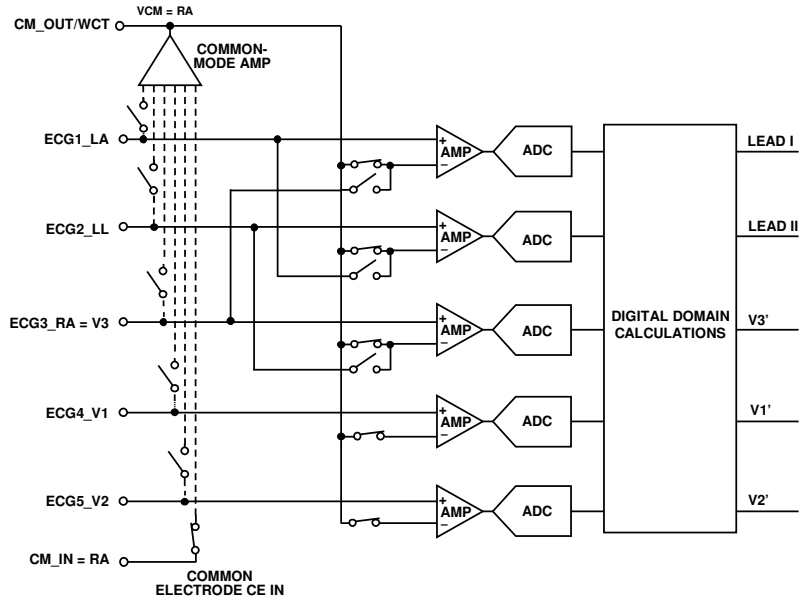 VCM = RA
CM_OUT/WCT
COMMON-
MODE AMP
ECG1_LA
+
AMP
–
ADC
LEAD I
ECG2_LL
+
AMP
–
ADC
LEAD II
ECG3_RA = V3
+
AMP
–
ADC
DIGITAL DOMAIN
CALCULATIONS
V3’
ECG4_V1
+
AMP
–
ADC
V1’
ECG5_V2
+
AMP
–
ADC
V2’
CM_IN = RA
COMMON
ELECTRODE CE IN